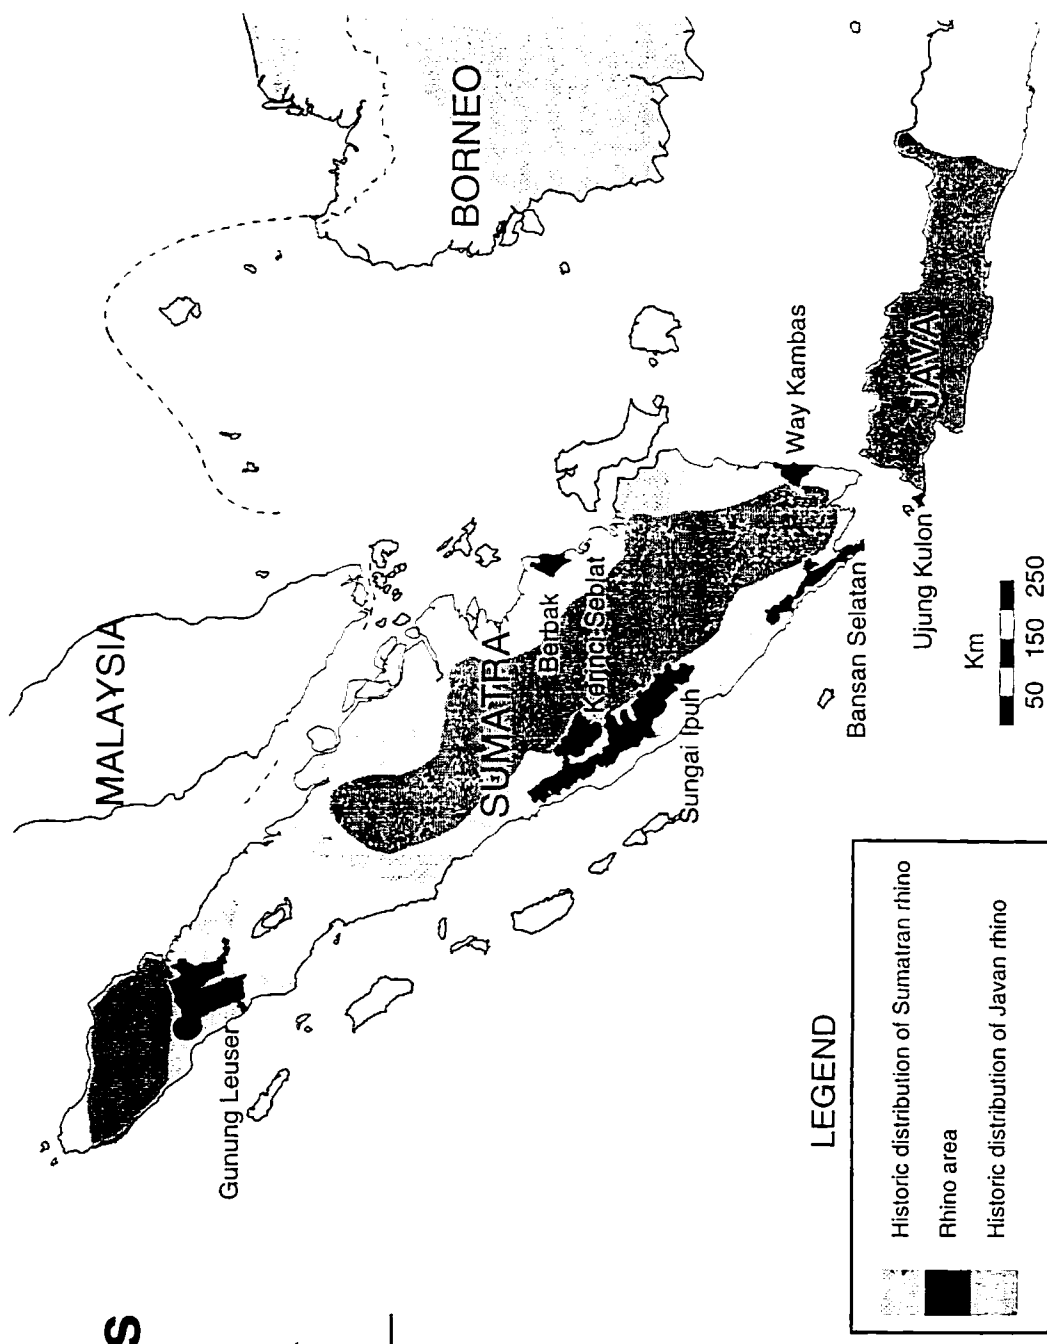 S
MALAYSIA
BORNEO
SUMATRA
Gunung Leuser
Berbak
Kerinci Seblat
Sungai Ipuh
Way Kambas
JAVA
Bansan Selatan
Ujung Kulon
Km
50 150 250
LEGEND
Historic distribution of Sumatran rhino
Rhino area
Historic distribution of Javan rhino